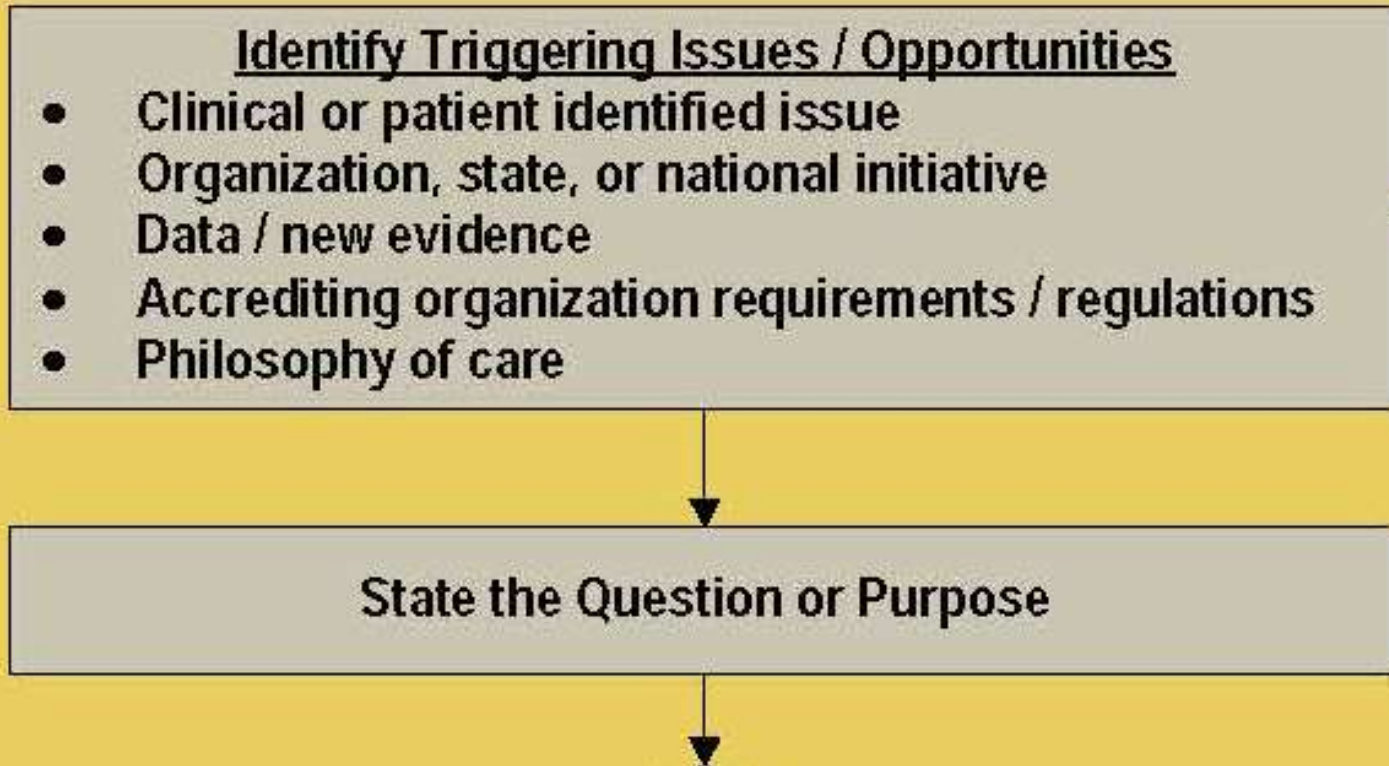 Identify Triggering Issues / Opportunities
• Clinical or patient identified issue
• Organization, state, or national initiative
• Data / new evidence
• Accrediting organization requirements / regulations
• Philosophy of care
State the Question or Purpose